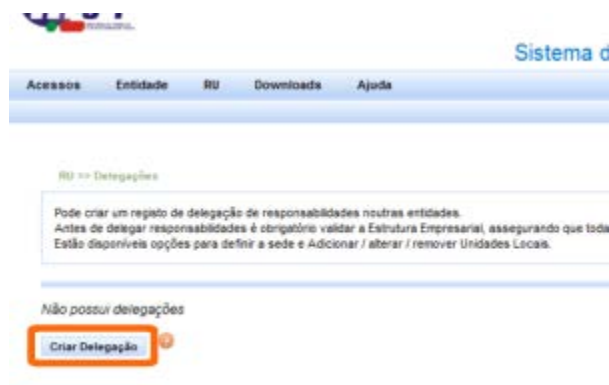 Sistema d
Acessos Entidade RU Downloads Ajuda
RU >> Delegações
Pode criar um registo de delegação de responsabilidades noutras entidades.
Antes de delegar responsabilidades é obrigatório validar a Estrutura Empresarial, assegurando que toda
Estão disponíveis opções para definir a sede e Adicionar / alterar / remover Unidades Locais.
Não possui delegações
Criar Delegação